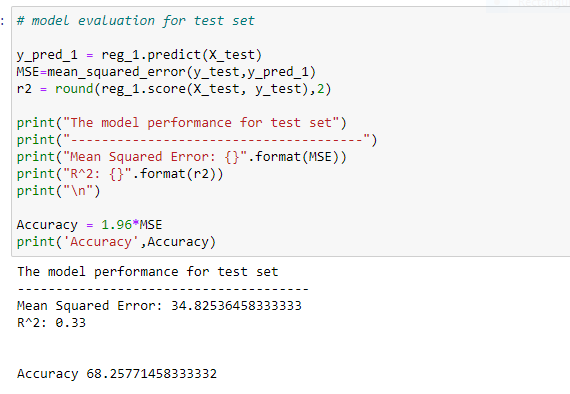 : # model evaluation for test set
y_pred_1 = reg_1.predict(X_test)
MSE=mean_squared_error(y_test,y_pred_1)
r2 = round(reg_1.score(X_test, y_test),2)
print("The model performance for test set")
print("-------------------------------------")
print("Mean Squared Error: {}".format(MSE))
print("R^2: {}".format(r2))
print("\n")
Accuracy = 1.96*MSE
print('Accuracy',Accuracy)
The model performance for test set
-------------------------------------
Mean Squared Error: 34.82536458333333
R^2: 0.33
Accuracy 68.25771458333332